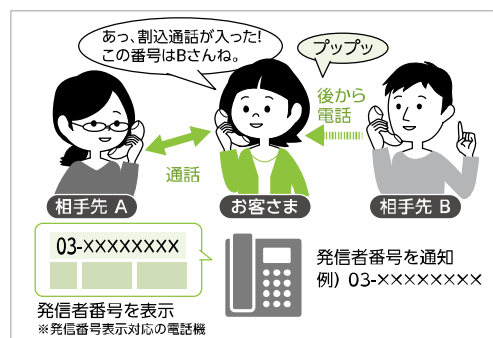 あっ、割込通話が入った!
この番号はBさんね。
プップッ
後から
電話
通話
相手先 A
お客さま
相手先 B
03-××××××××
発信者番号を通知
例) 03-××××××××
発信者番号を表示
※発信番号表示対応の電話機